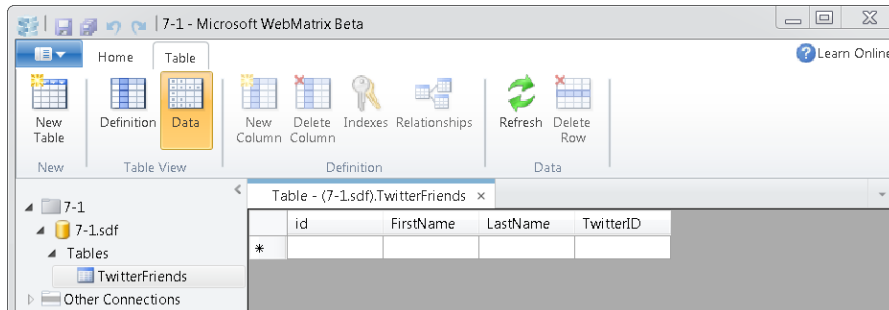 7-1 - Microsoft WebMatrix Beta
Home Table Learn Online
New Table Definition Data New Column Delete Column Indexes Relationships Refresh Delete Row
New Table View Definition Data
7-1
7-1.sdf
Tables
TwitterFriends
Other Connections
Table - (7-1.sdf).TwitterFriends
id FirstName LastName TwitterID